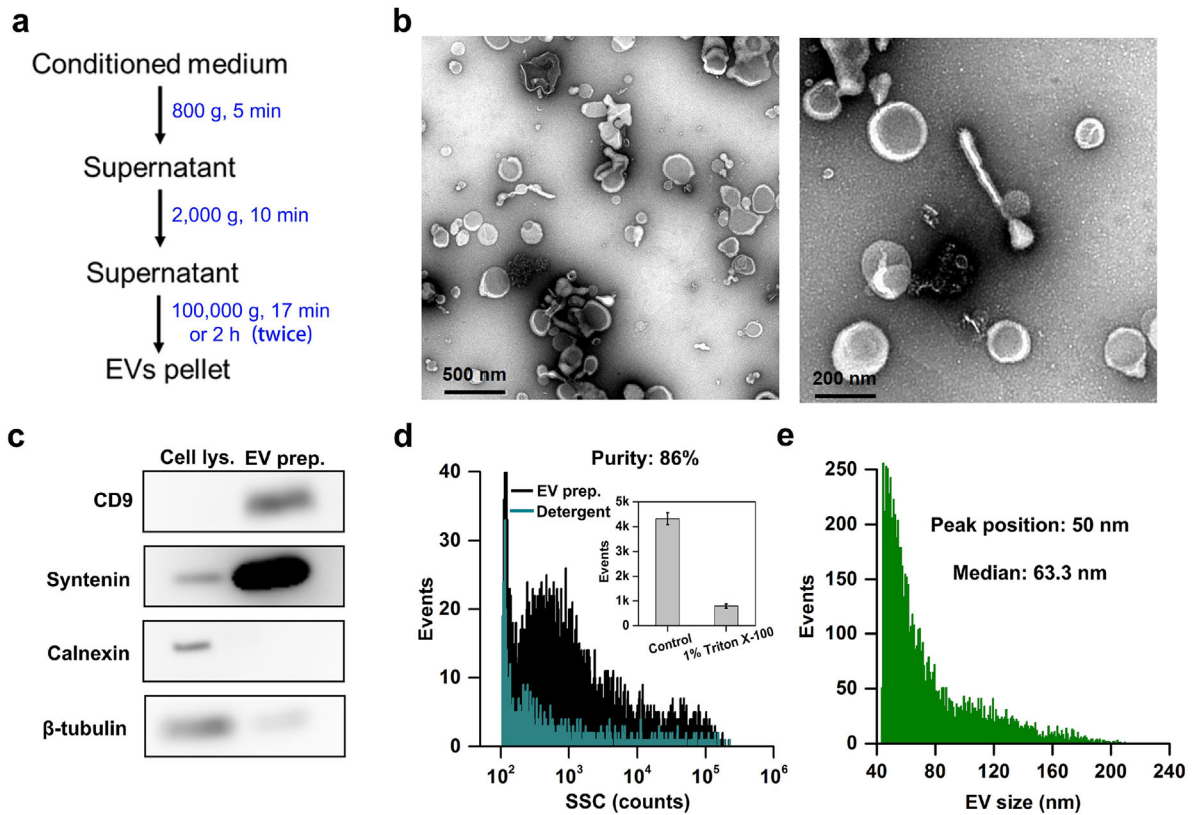 a
Conditioned medium
800 g, 5 min
Supernatant
2,000 g, 10 min
Supernatant
100,000 g, 17 min
or 2 h (twice)
EVs pellet
b
500 nm
200 nm
c
Cell lys. EV prep.
CD9
Syntenin
Calnexin
β-tubulin
d
Purity: 86%
EV prep.
Detergent
Events
40
30
20
10
0
10²
10³
10⁴
10⁵
10⁶
SSC (counts)
Events
5k
4k
3k
2k
1k
0
Control
1% Triton X-100
e
Peak position: 50 nm
Median: 63.3 nm
Events
250
200
150
100
50
0
40
80
120
160
200
240
EV size (nm)